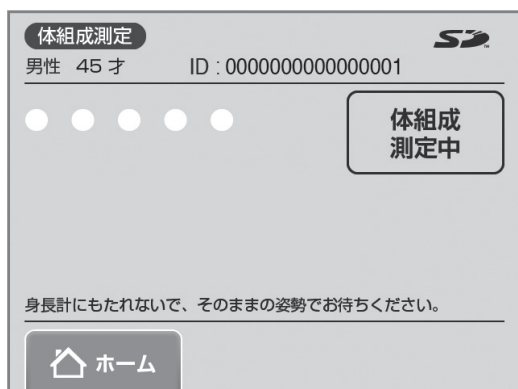 体組成測定
SD
男性 45才 ID : 0000000000000001
体組成
測定中
身長計にもたれないで、そのままの姿勢でお待ちください。
ホーム